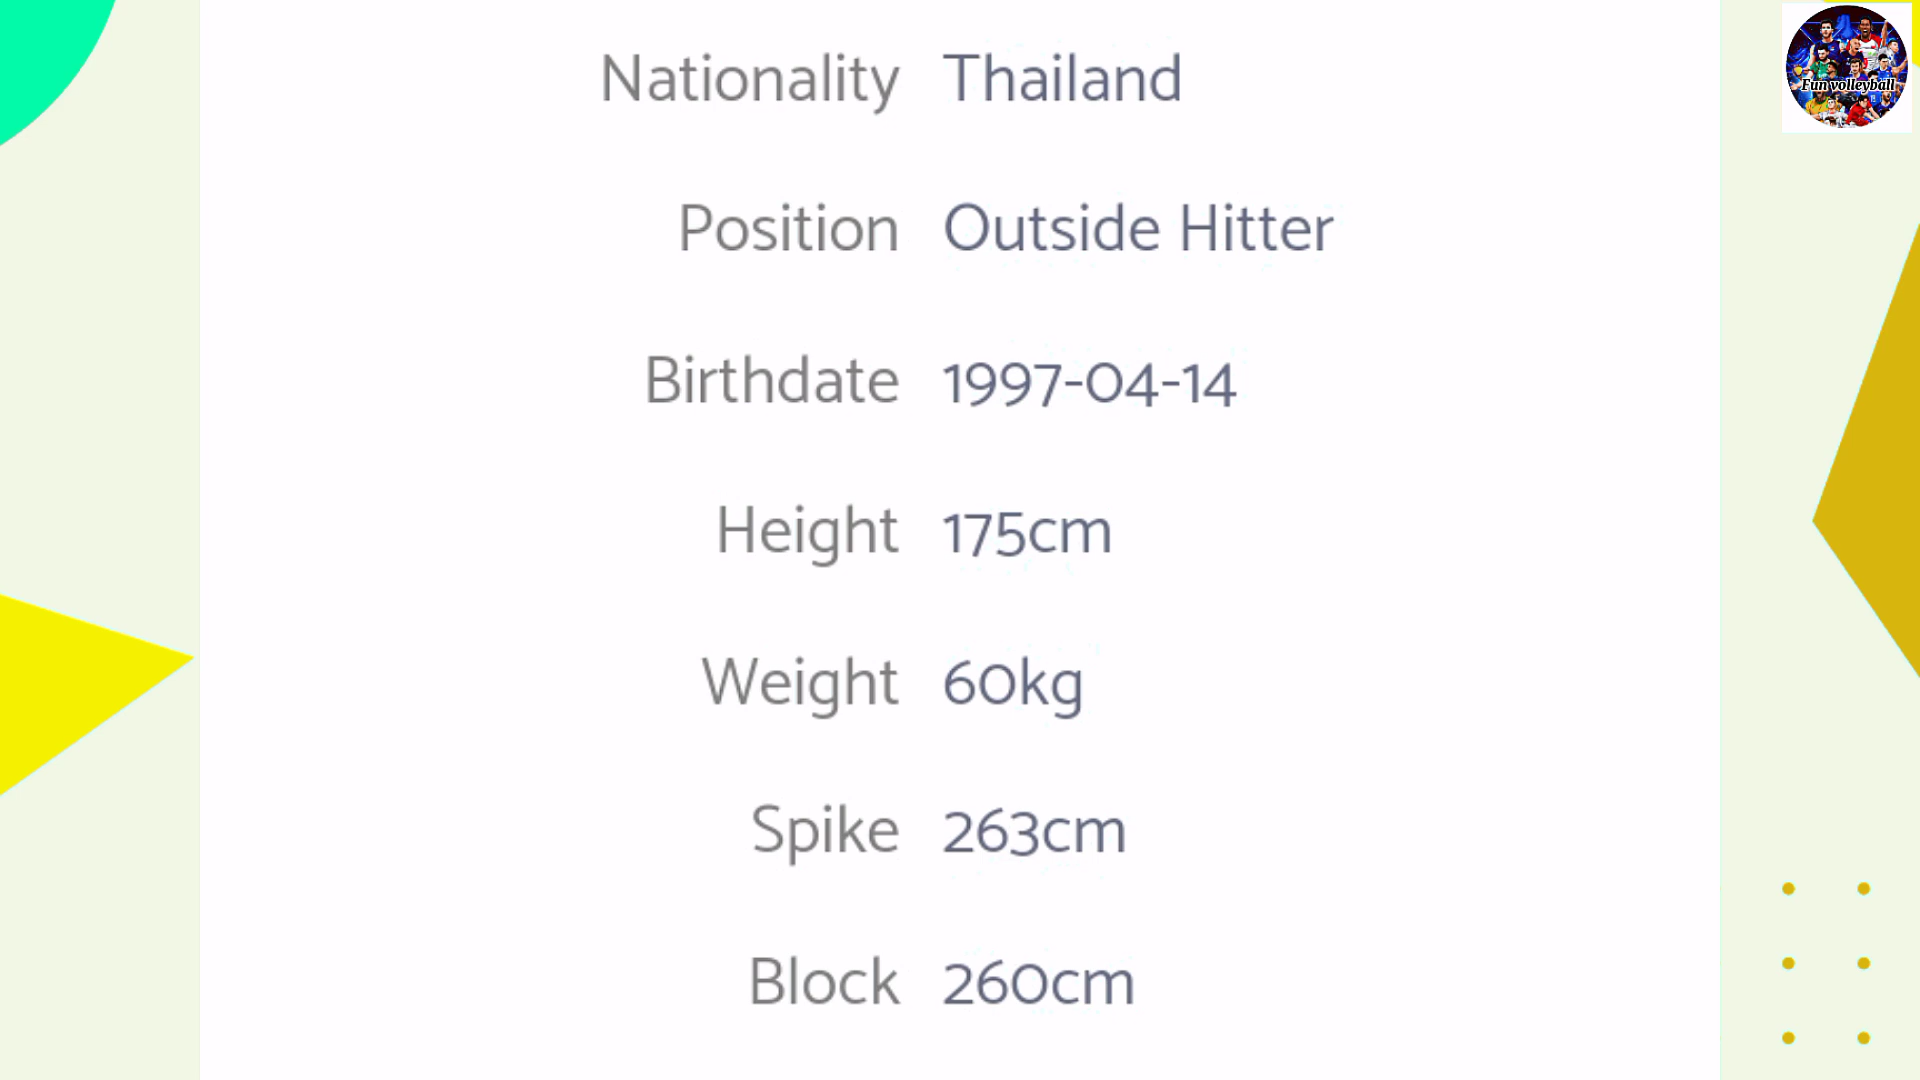 Nationality Thailand
Position Outside Hitter
Birthdate 1997-04-14
Height 175cm
Weight 60kg
Spike 263cm
Block 260cm
Fun volleyball